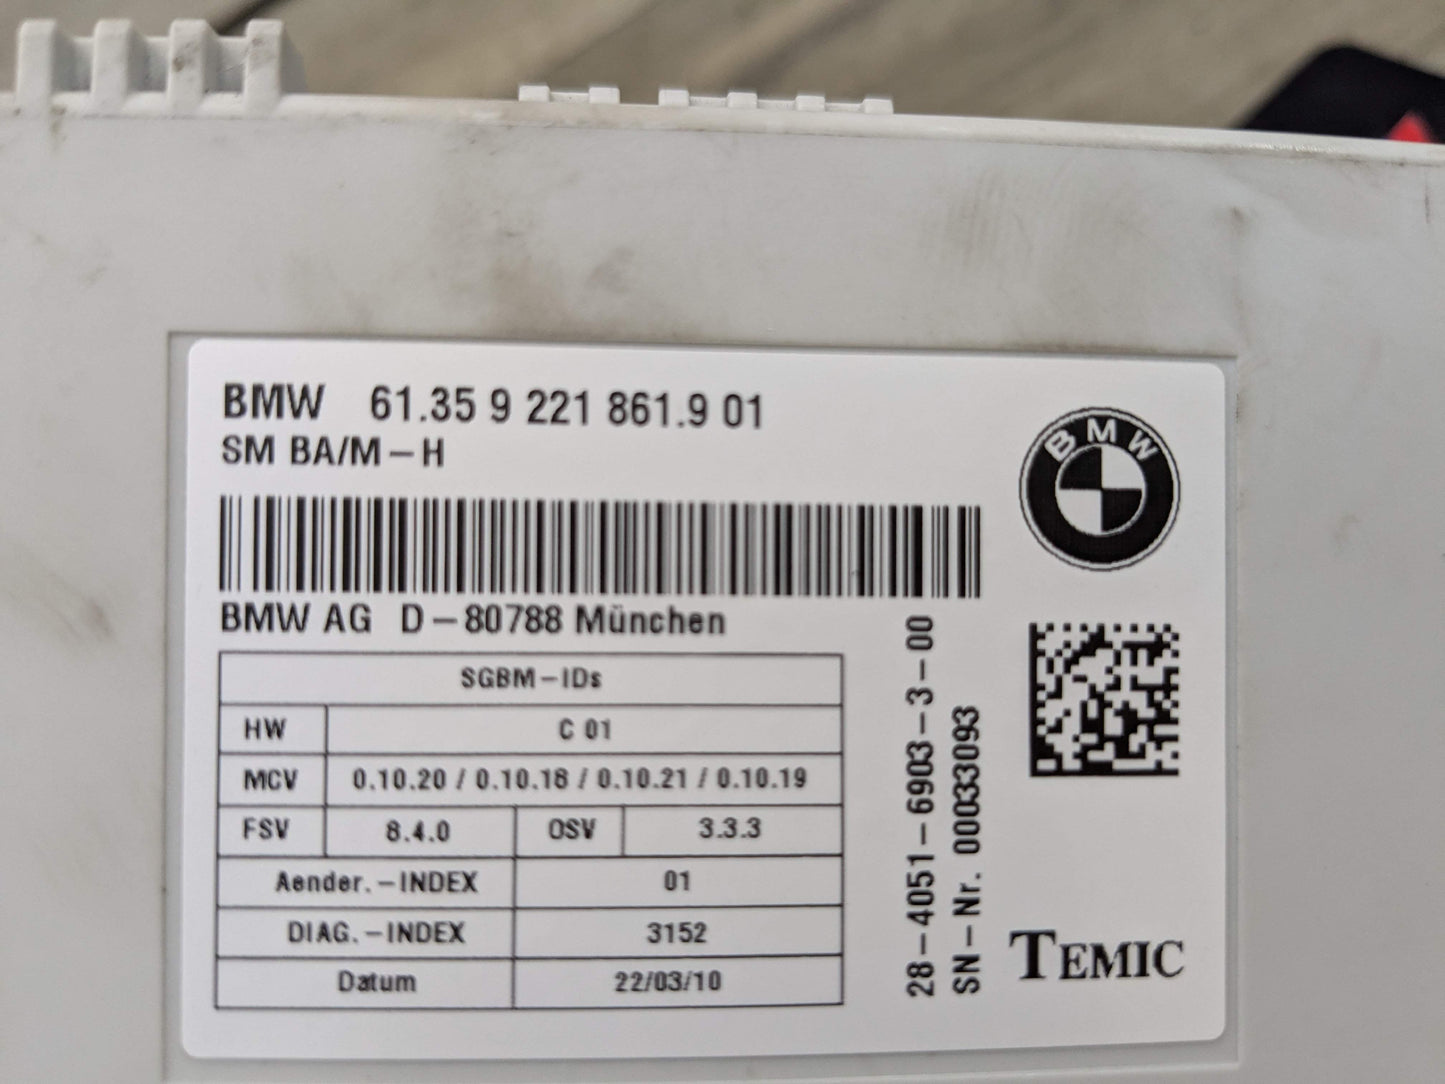 BMW 61.35 9 221 861.9 01
SM BA/M-H
BMW
BMW AG D-80788 München
SGBM-IDs
HW C 01
MCV 0.10.20 / 0.10.18 / 0.10.21 / 0.10.19
FSV 8.4.0 OSV 3.3.3
Aender.-INDEX 01
DIAG.-INDEX 3152
Datum 22/03/10
28-4051-6903-3-00
SN-Nr. 00033093
TEMIC